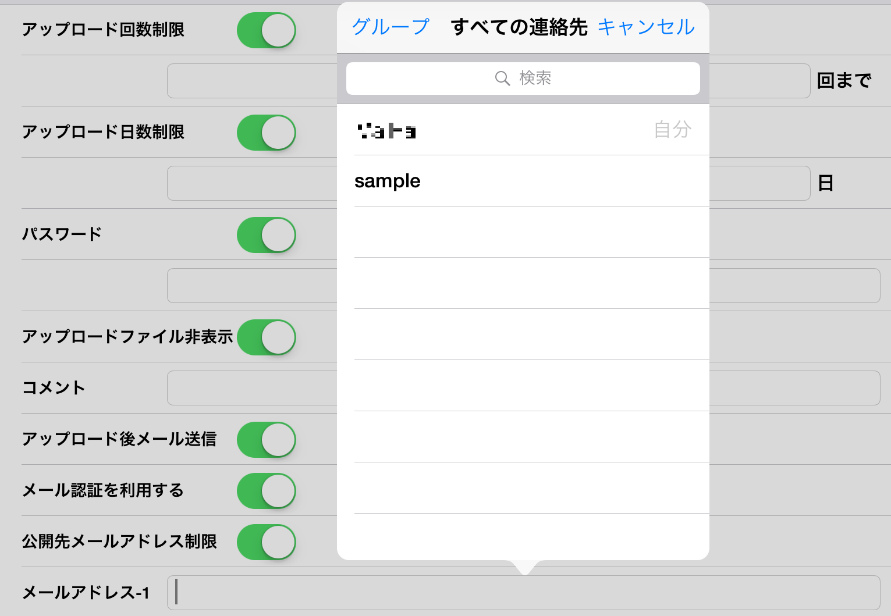 アップロード回数制限
グループ すべての連絡先 キャンセル
検索
回まで
自分
アップロード日数制限
sample
日
パスワード
アップロードファイル非表示
コメント
アップロード後メール送信
メール認証を利用する
公開先メールアドレス制限
メールアドレス-1